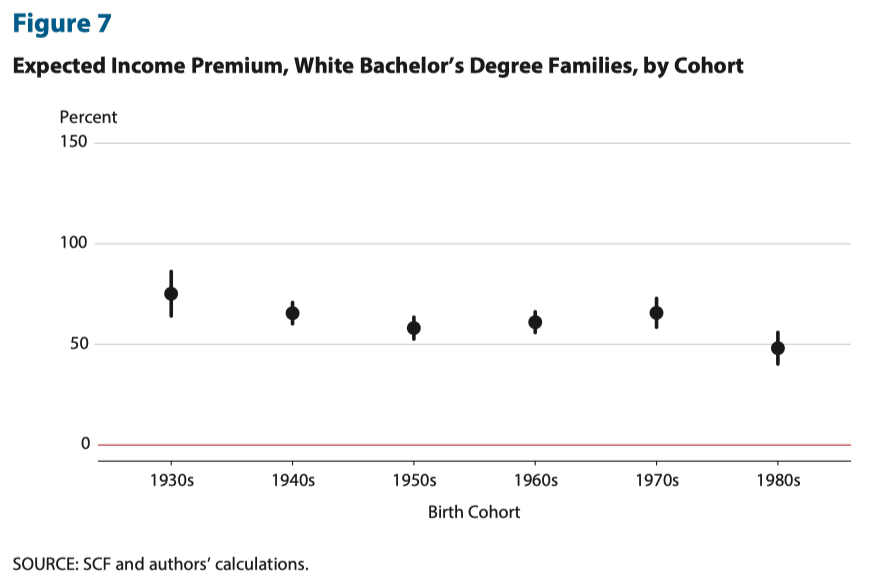 Figure 7
Expected Income Premium, White Bachelor’s Degree Families, by Cohort
Percent
150
100
50
0
1930s 1940s 1950s 1960s 1970s 1980s
Birth Cohort
SOURCE: SCF and authors’ calculations.